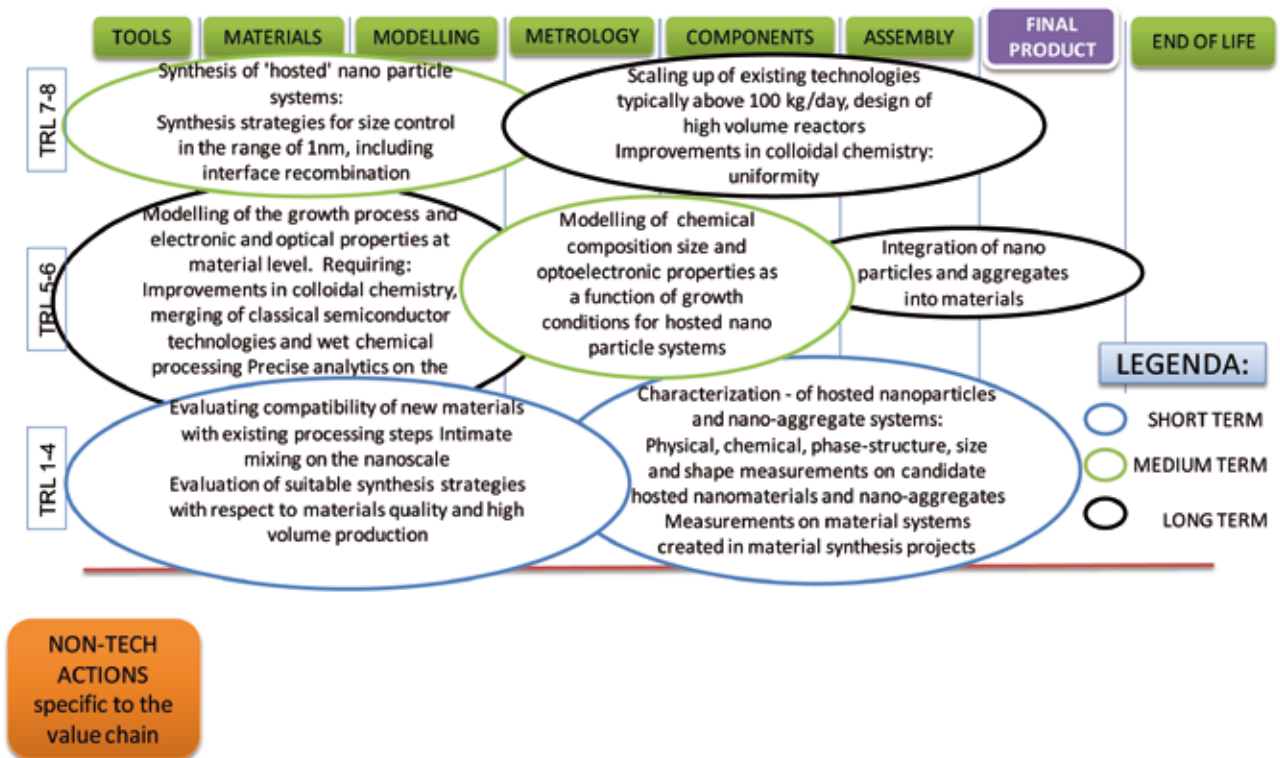 TOOLS
MATERIALS
MODELLING
METROLOGY
COMPONENTS
ASSEMBLY
FINAL
PRODUCT
END OF LIFE
TRL 7-8
Synthesis of 'hosted' nano particle
systems:
Synthesis strategies for size control
in the range of 1nm, including
interface recombination
Scaling up of existing technologies
typically above 100 kg/day, design of
high volume reactors
Improvements in colloidal chemistry:
uniformity
TRL 5-6
Modelling of the growth process and
electronic and optical properties at
material level. Requiring:
Improvements in colloidal chemistry,
merging of classical semiconductor
technologies and wet chemical
processing Precise analytics on the
Modelling of chemical
composition size and
optoelectronic properties as
a function of growth
conditions for hosted nano
particle systems
Integration of nano
particles and aggregates
into materials
TRL 1-4
Evaluating compatibility of new materials
with existing processing steps Intimate
mixing on the nanoscale
Evaluation of suitable synthesis strategies
with respect to materials quality and high
volume production
Characterization - of hosted nanoparticles
and nano-aggregate systems:
Physical, chemical, phase-structure, size
and shape measurements on candidate
hosted nanomaterials and nano-aggregates
Measurements on material systems
created in material synthesis projects
LEGENDA:
SHORT TERM
MEDIUM TERM
LONG TERM
NON-TECH
ACTIONS
specific to the
value chain